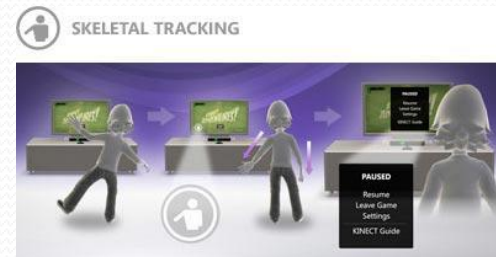 SKELETAL TRACKING
PAUSED
Resume
Leave Game
Settings
KINECT Guide
PAUSED
Resume
Leave Game
Settings
KINECT Guide